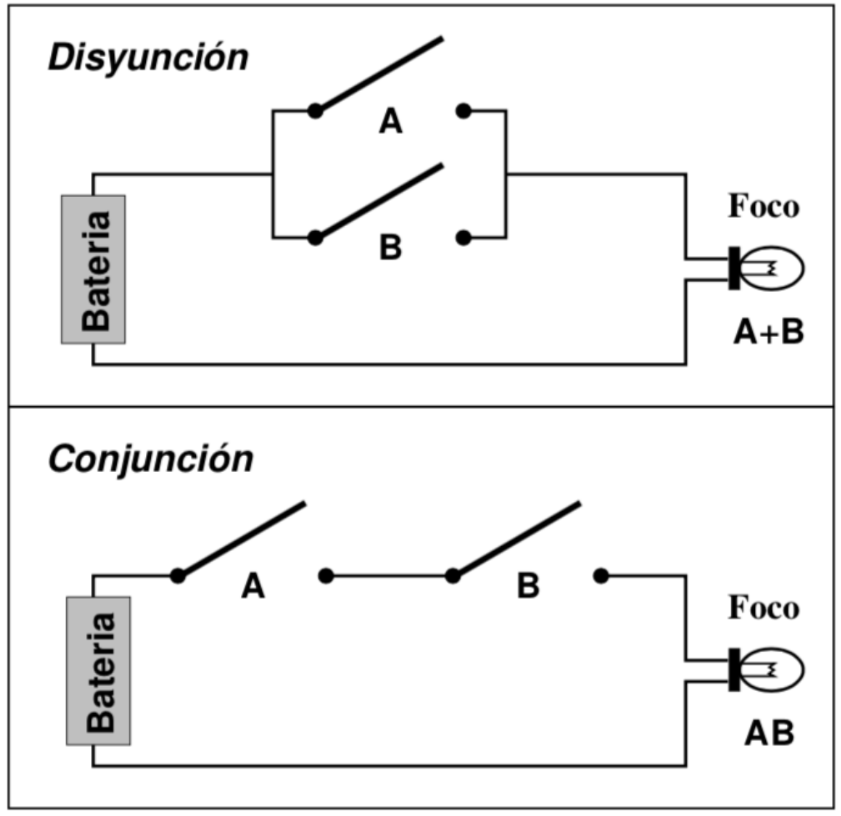 Disyunción
A
B
Bateria
Foco
A+B
Conjunción
A
B
Bateria
Foco
AB